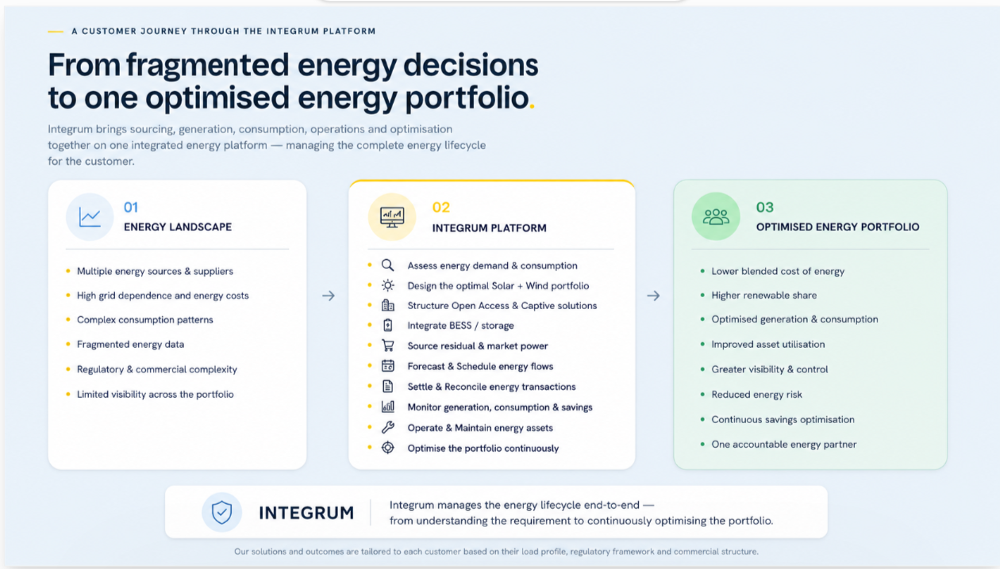 A CUSTOMER JOURNEY THROUGH THE INTEGRUM PLATFORM
From fragmented energy decisions
to one optimised energy portfolio.
Integrum brings sourcing, generation, consumption, operations and optimisation
together on one integrated energy platform — managing the complete energy lifecycle
for the customer.
01
ENERGY LANDSCAPE
Multiple energy sources & suppliers
High grid dependence and energy costs
Complex consumption patterns
Fragmented energy data
Regulatory & commercial complexity
Limited visibility across the portfolio
02
INTEGRUM PLATFORM
Assess energy demand & consumption
Design the optimal Solar + Wind portfolio
Structure Open Access & Captive solutions
Integrate BESS / storage
Source residual & market power
Forecast & Schedule energy flows
Settle & Reconcile energy transactions
Monitor generation, consumption & savings
Operate & Maintain energy assets
Optimise the portfolio continuously
03
OPTIMISED ENERGY PORTFOLIO
Lower blended cost of energy
Higher renewable share
Optimised generation & consumption
Improved asset utilisation
Greater visibility & control
Reduced energy risk
Continuous savings optimisation
One accountable energy partner
INTEGRUM
Integrum manages the energy lifecycle end-to-end —
from understanding the requirement to continuously optimising the portfolio.
Our solutions and outcomes are tailored to each customer based on their load profile, regulatory framework and commercial structure.